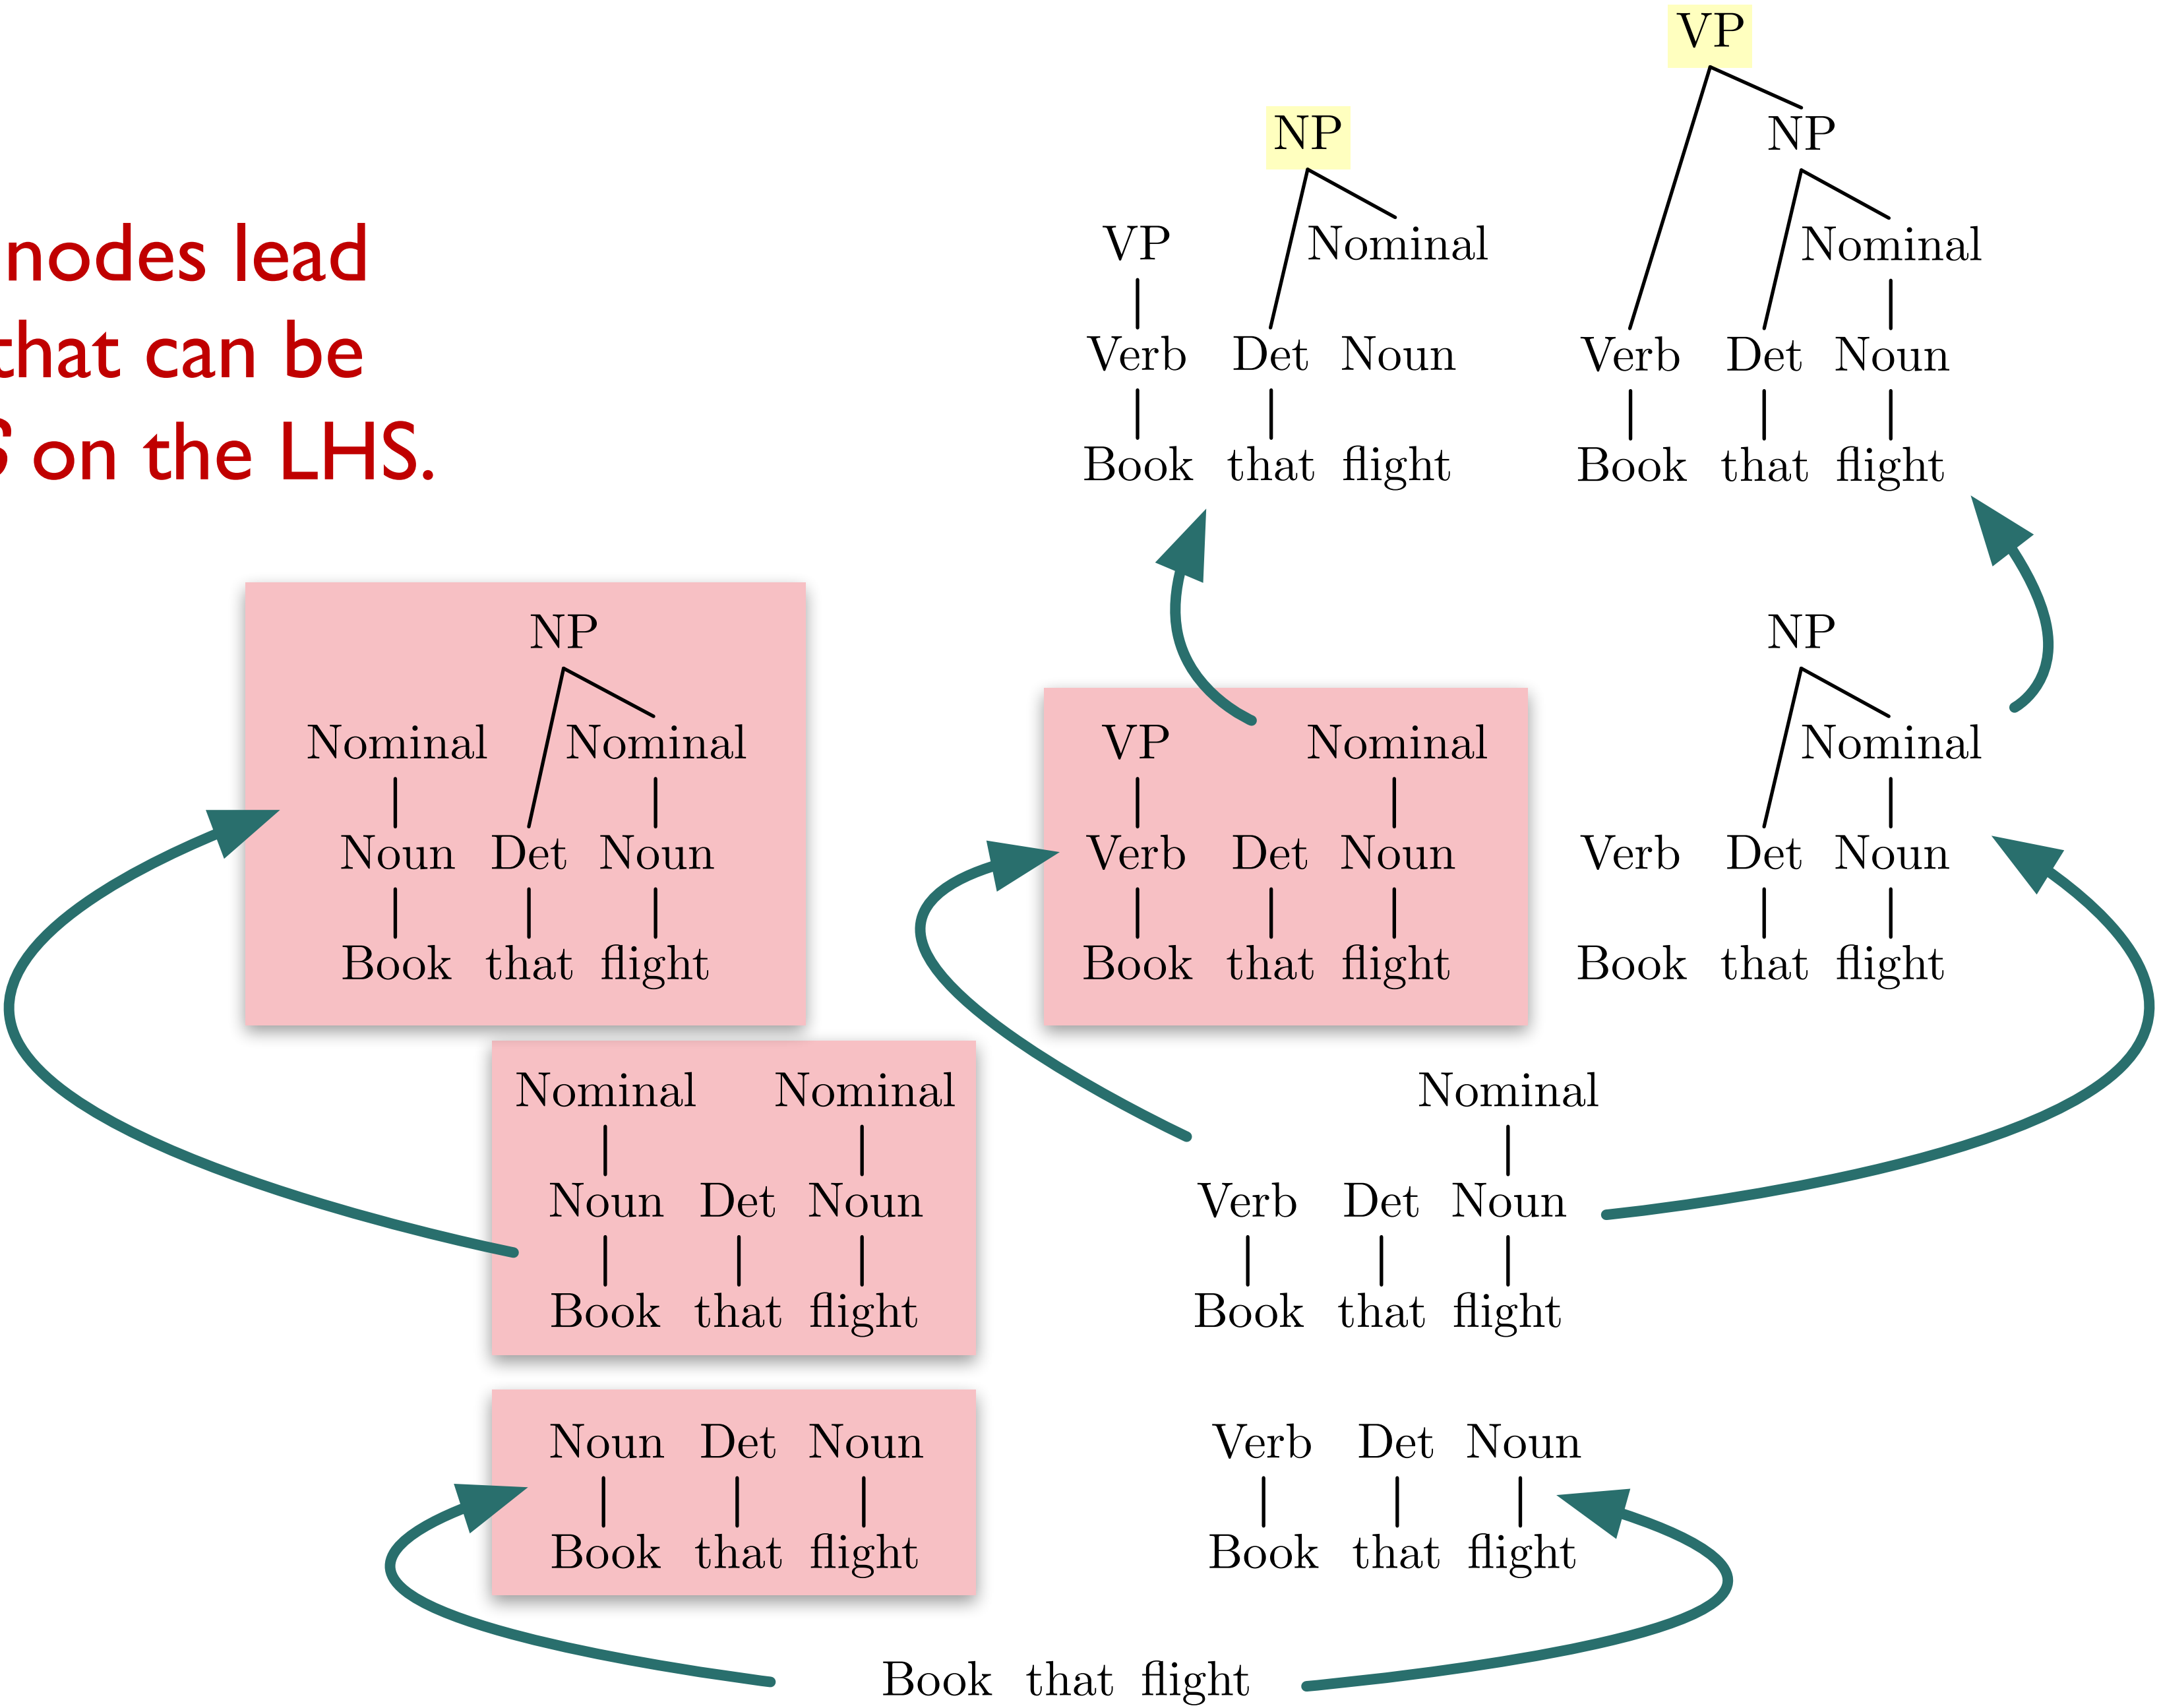 nodes lead
that can be
S on the LHS.
VP
NP
NP
VP Nominal Nominal
Verb Det Noun Verb Det Noun
Book that flight Book that flight
NP NP
Nominal Nominal VP Nominal Nominal
Noun Det Noun Verb Det Noun Verb Det Noun
Book that flight Book that flight Book that flight
Nominal Nominal Nominal
Noun Det Noun Verb Det Noun
Book that flight Book that flight
Noun Det Noun Verb Det Noun
Book that flight Book that flight
Book that flight